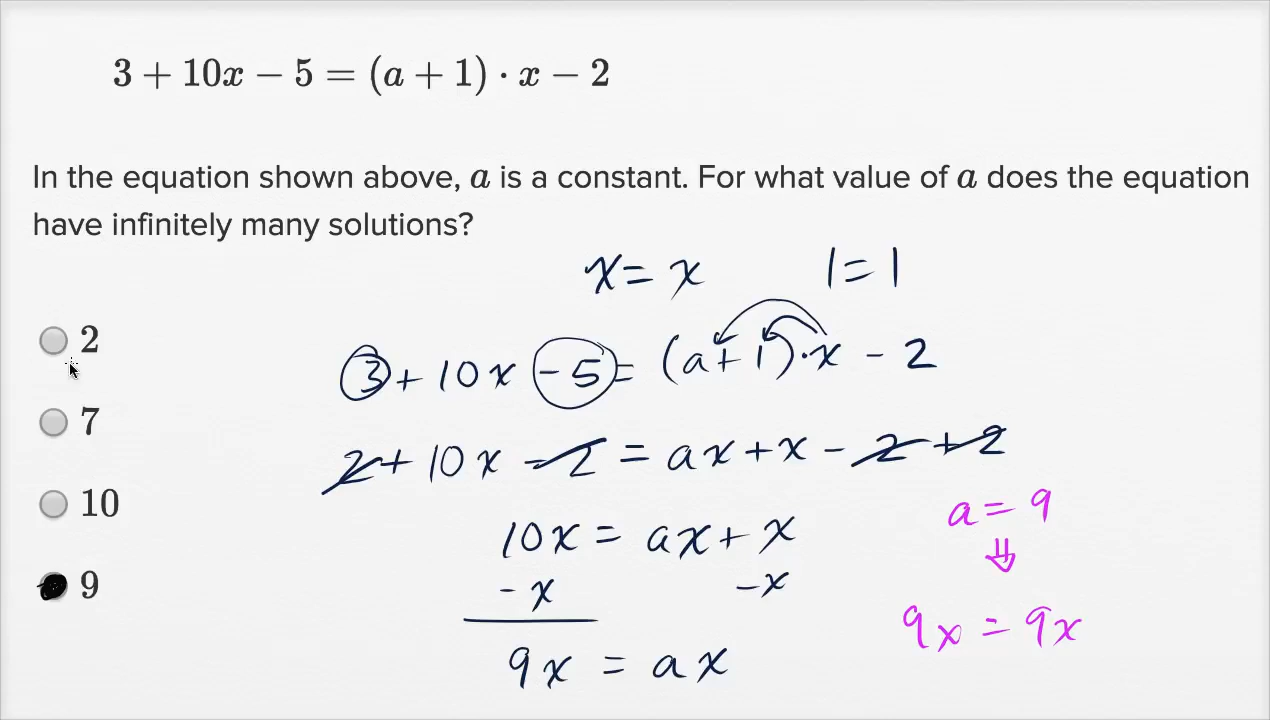 3 + 10x − 5 = (a + 1) · x − 2
In the equation shown above, a is a constant. For what value of a does the equation
have infinitely many solutions?
x = x 1 = 1
2
3 + 10x − 5 = (a + 1) · x − 2
7
2 + 10x − 2 = ax + x − 2 + 2
10
a = 9
10x = ax + x
⇓
− x − x
9
9x = 9x
9x = ax